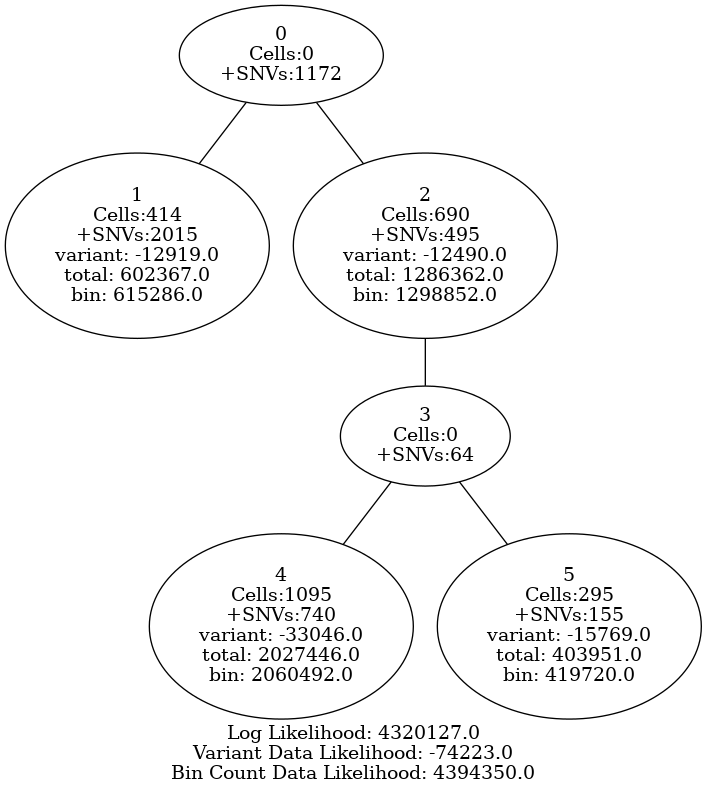 0
Cells:0
+SNVs:1172
1
Cells:414
+SNVs:2015
variant: -12919.0
total: 602367.0
bin: 615286.0
2
Cells:690
+SNVs:495
variant: -12490.0
total: 1286362.0
bin: 1298852.0
3
Cells:0
+SNVs:64
4
Cells:1095
+SNVs:740
variant: -33046.0
total: 2027446.0
bin: 2060492.0
5
Cells:295
+SNVs:155
variant: -15769.0
total: 403951.0
bin: 419720.0
Log Likelihood: 4320127.0
Variant Data Likelihood: -74223.0
Bin Count Data Likelihood: 4394350.0